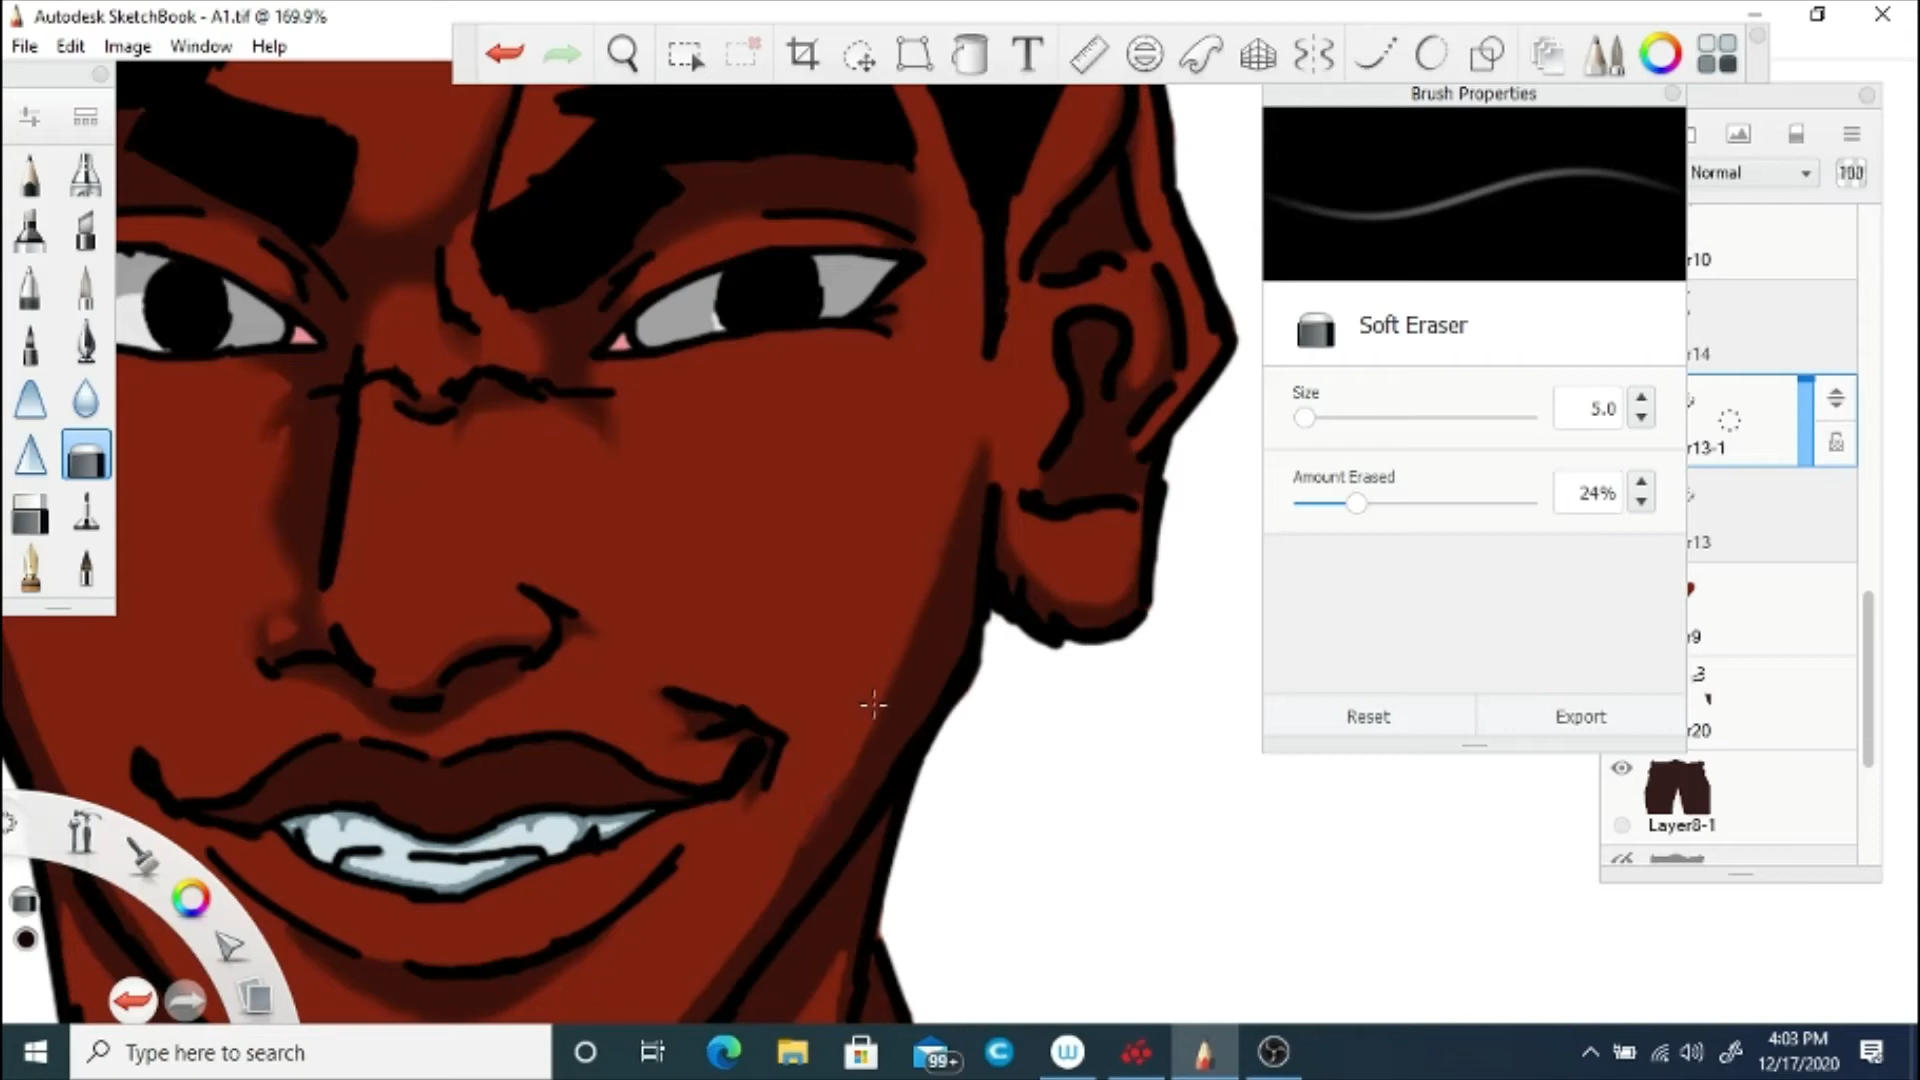 Autodesk SketchBook - A1.tif @ 169.9%
File Edit Image Window Help
T
Brush Properties
Normal 100
r10
Soft Eraser
r14
Size
5.0
r13-1
Amount Erased
24%
r13
r9
Reset Export
r20
Layer8-1
Type here to search
99+
4:03 PM
12/17/2020